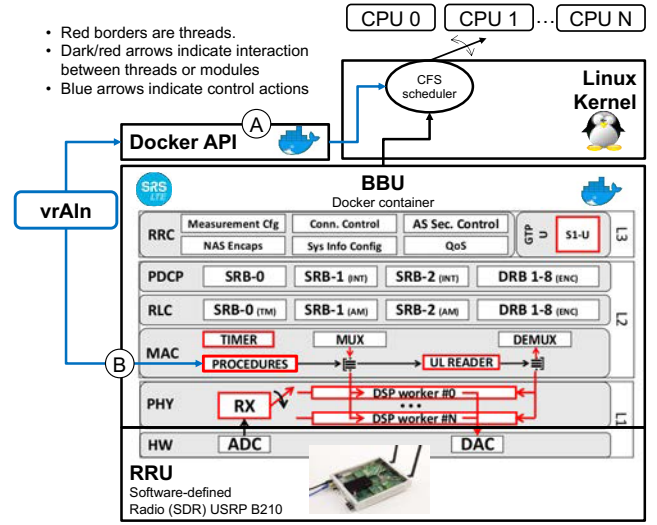 CPU 0 CPU 1 ... CPU N
• Red borders are threads.
• Dark/red arrows indicate interaction
between threads or modules
• Blue arrows indicate control actions
CFS
scheduler
Linux
Kernel
A
Docker API
vrAIn
SRS
LTE
BBU
Docker container
RRC
Measurement Cfg
Conn. Control
AS Sec. Control
NAS Encaps
Sys Info Config
QoS
GTP
U
S1-U
L3
PDCP
SRB-0
SRB-1 (INT)
SRB-2 (INT)
DRB 1-8 (ENC)
RLC
SRB-0 (TM)
SRB-1 (AM)
SRB-2 (AM)
DRB 1-8 (ENC)
L2
B
MAC
TIMER
MUX
DEMUX
PROCEDURES
UL READER
PHY
RX
DSP worker #0
...
DSP worker #N
L1
HW
ADC
DAC
RRU
Software-defined
Radio (SDR) USRP B210